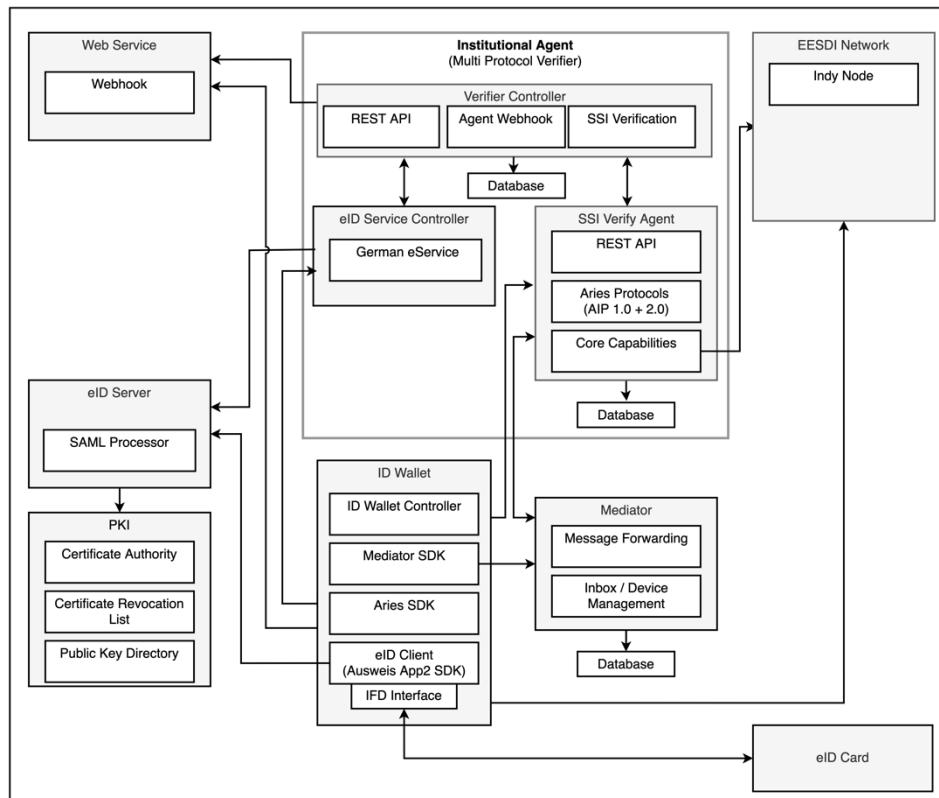 Web Service
Webhook
Institutional Agent
(Multi Protocol Verifier)
Verifier Controller
REST API
Agent Webhook
SSI Verification
Database
EESDI Network
Indy Node
eID Service Controller
German eService
SSI Verify Agent
REST API
Aries Protocols
(AIP 1.0 + 2.0)
Core Capabilities
Database
eID Server
SAML Processor
PKI
Certificate Authority
Certificate Revocation
List
Public Key Directory
ID Wallet
ID Wallet Controller
Mediator SDK
Aries SDK
eID Client
(Ausweis App2 SDK)
IFD Interface
Mediator
Message Forwarding
Inbox / Device
Management
Database
eID Card